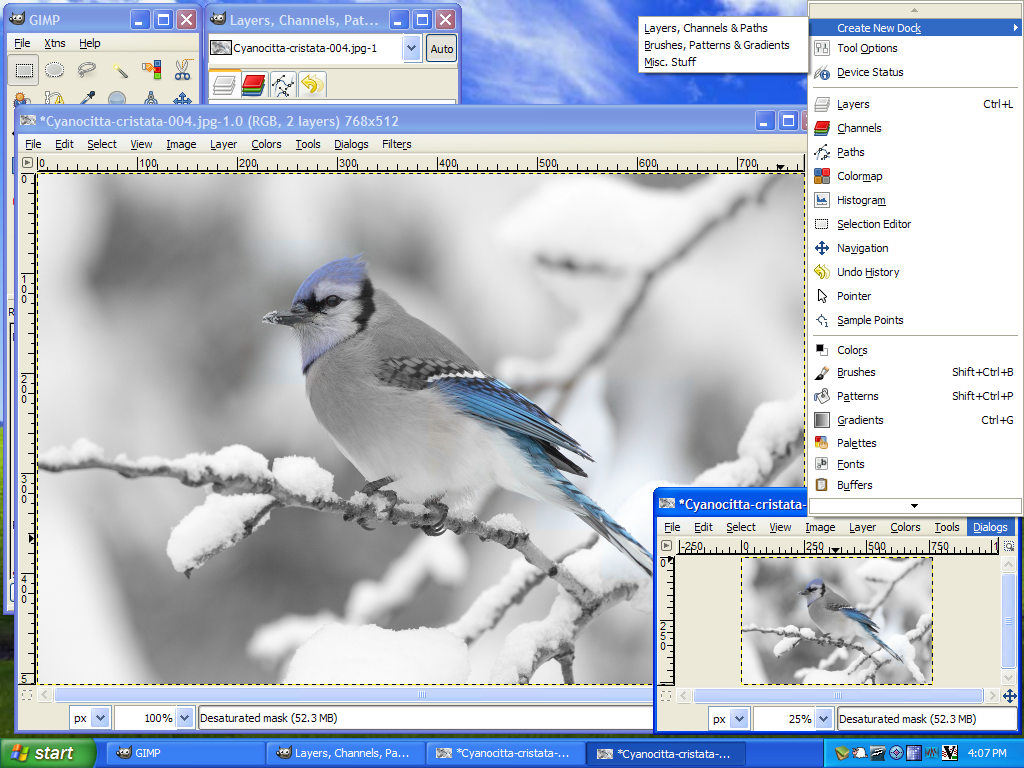 GIMP
File Xtns Help
Layers, Channels, Pat...
Cyanocitta-cristata-004.jpg-1
Auto
Layers, Channels & Paths
Brushes, Patterns & Gradients
Misc. Stuff
Create New Dock
Tool Options
Device Status
Layers Ctrl+L
Channels
Paths
Colormap
Histogram
Selection Editor
Navigation
Undo History
Pointer
Sample Points
Colors
Brushes Shift+Ctrl+B
Patterns Shift+Ctrl+P
Gradients Ctrl+G
Palettes
Fonts
Buffers
*Cyanocitta-cristata-004.jpg-1.0 (RGB, 2 layers) 768x512
File Edit Select View Image Layer Colors Tools Dialogs Filters
0 100 200 300 400 500 600 700
0
100
200
300
400
5
px 100% Desaturated mask (52.3 MB)
*Cyanocitta-cristata-
File Edit Select View Image Layer Colors Tools Dialogs
-250 0 250 500 750 1
0
250
px 25% Desaturated mask (52.3 MB)
start
GIMP
Layers, Channels, Pa...
*Cyanocitta-cristata-...
*Cyanocitta-cristata-...
4:07 PM